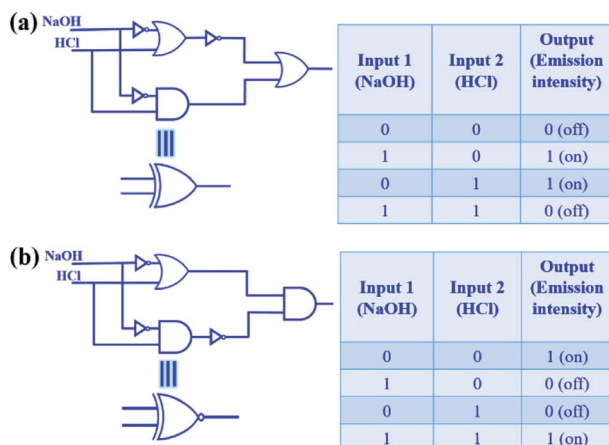 (a)
NaOH
HCl
Input 1 (NaOH) Input 2 (HCl) Output (Emission intensity)
0 0 0 (off)
1 0 1 (on)
0 1 1 (on)
1 1 0 (off)
(b)
NaOH
HCl
Input 1 (NaOH) Input 2 (HCl) Output (Emission intensity)
0 0 1 (on)
1 0 0 (off)
0 1 0 (off)
1 1 1 (on)